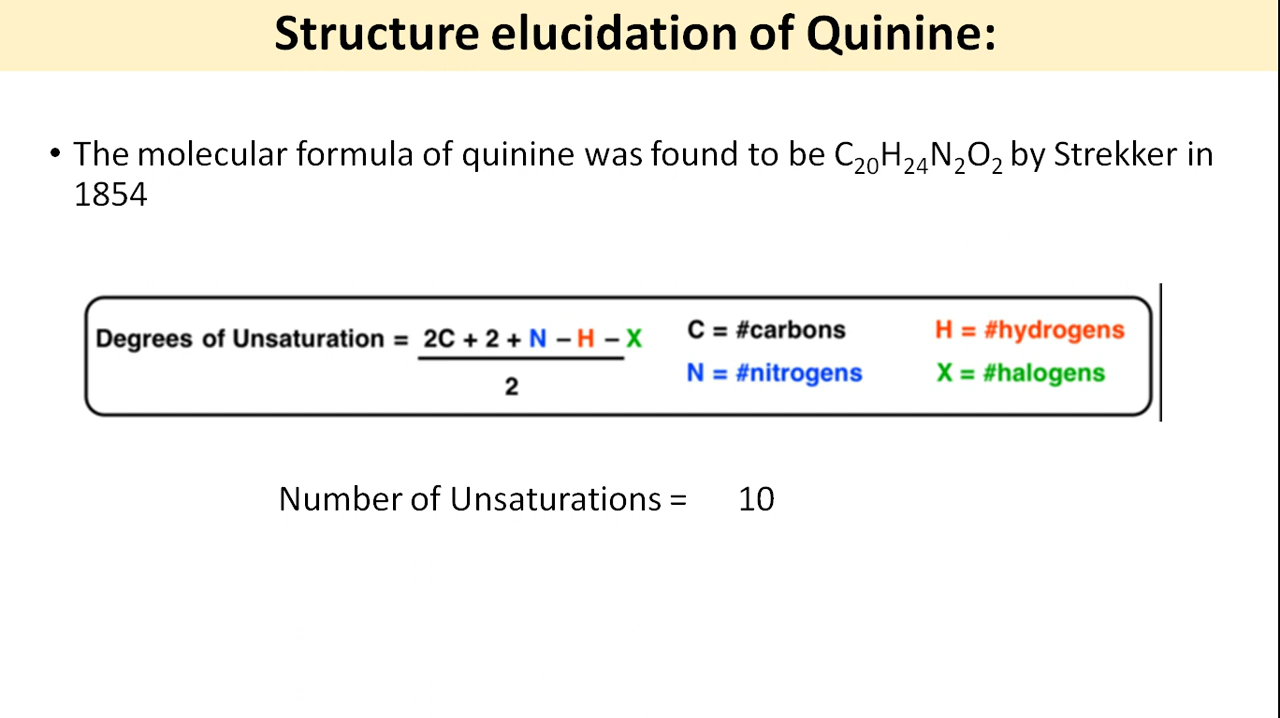 Structure elucidation of Quinine:
• The molecular formula of quinine was found to be C₂₀H₂₄N₂O₂ by Strekker in
1854
Degrees of Unsaturation = 2C + 2 + N – H – X
2
C = #carbons
H = #hydrogens
N = #nitrogens
X = #halogens
Number of Unsaturations = 10